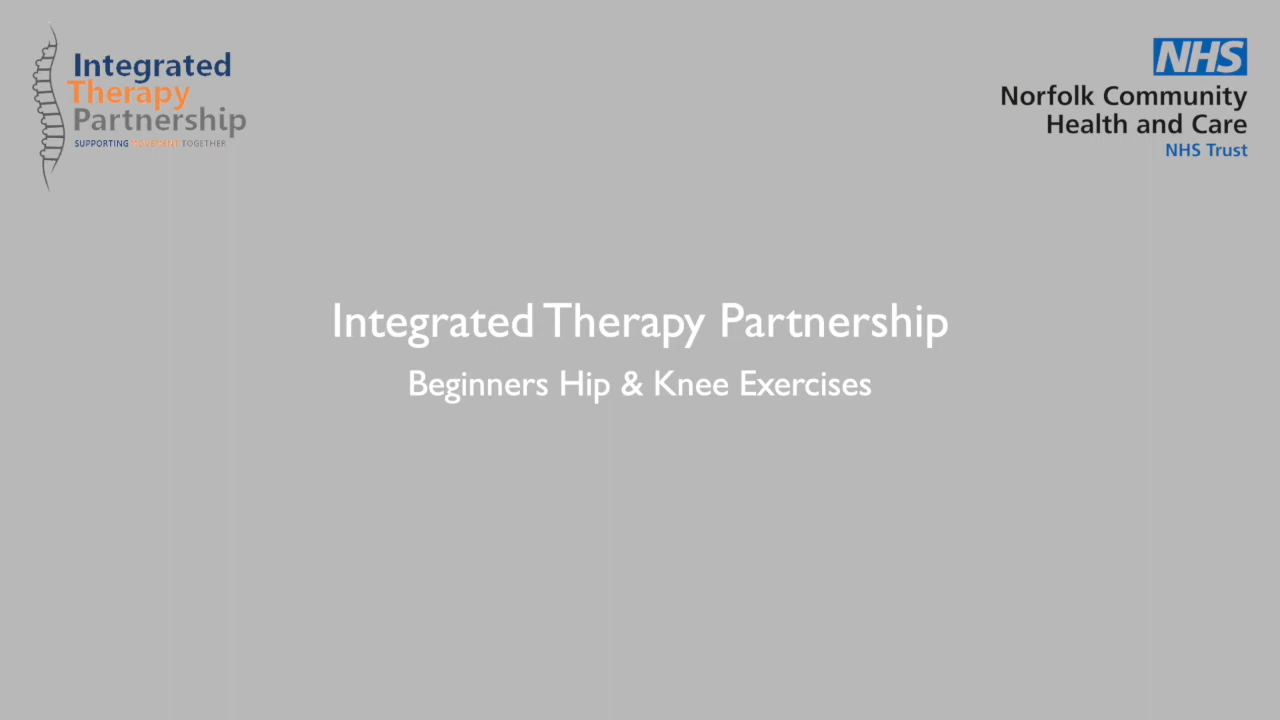 Integrated
Therapy
Partnership
SUPPORTING MOVEMENT TOGETHER
NHS
Norfolk Community
Health and Care
NHS Trust
Integrated Therapy Partnership
Beginners Hip & Knee Exercises